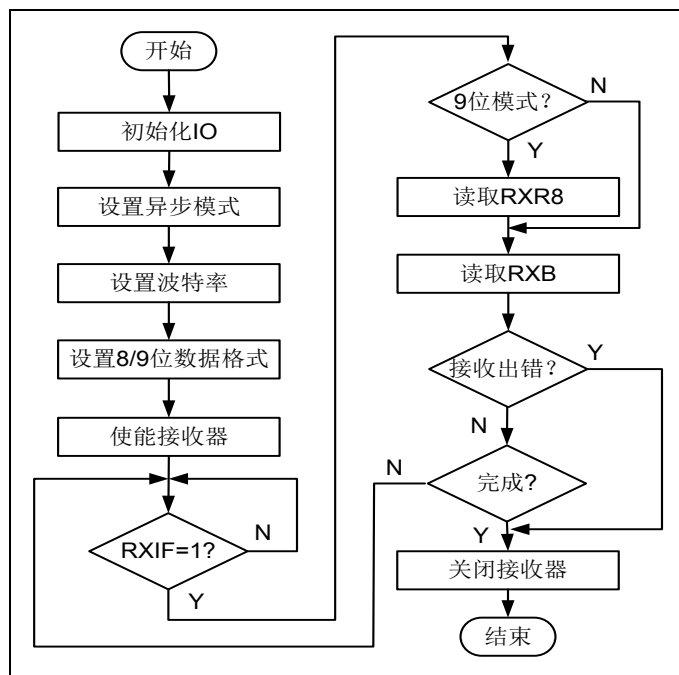 开始
初始化IO
设置异步模式
设置波特率
设置8/9位数据格式
使能接收器
RXIF=1?
N
Y
9位模式?
N
Y
读取RXR8
读取RXB
接收出错?
Y
N
完成?
N
Y
关闭接收器
结束